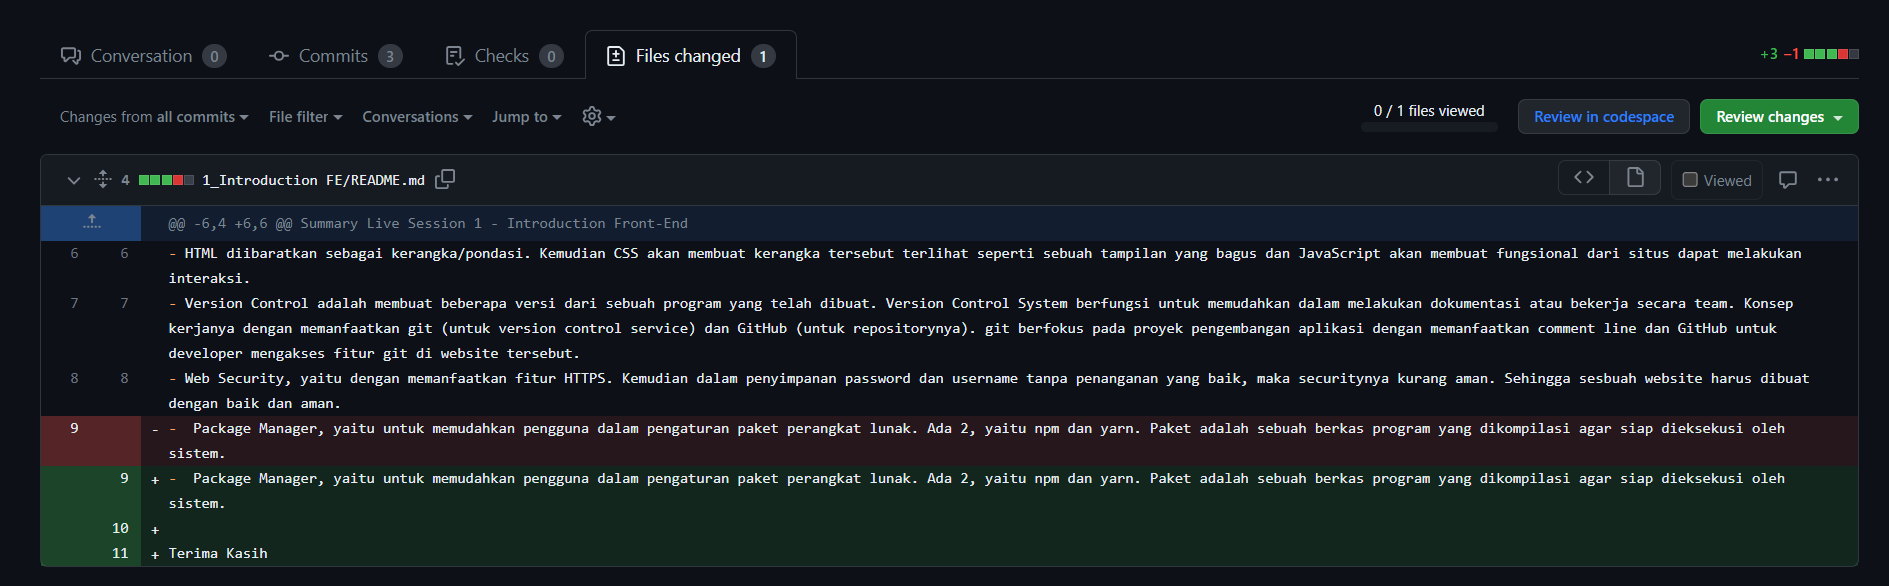 Conversation 0 Commits 3 Checks 0 Files changed 1 +3 −1
Changes from all commits File filter Conversations Jump to 0 / 1 files viewed Review in codespace Review changes
4 1_Introduction FE/README.md Viewed
@@ -6,4 +6,6 @@ Summary Live Session 1 - Introduction Front-End
6 6 - HTML diibaratkan sebagai kerangka/pondasi. Kemudian CSS akan membuat kerangka tersebut terlihat seperti sebuah tampilan yang bagus dan JavaScript akan membuat fungsional dari situs dapat melakukan
interaksi.
7 7 - Version Control adalah membuat beberapa versi dari sebuah program yang telah dibuat. Version Control System berfungsi untuk memudahkan dalam melakukan dokumentasi atau bekerja secara team. Konsep
kerjanya dengan memanfaatkan git (untuk version control service) dan GitHub (untuk repositorynya). git berfokus pada proyek pengembangan aplikasi dengan memanfaatkan comment line dan GitHub untuk
developer mengakses fitur git di website tersebut.
8 8 - Web Security, yaitu dengan memanfaatkan fitur HTTPS. Kemudian dalam penyimpanan password dan username tanpa penanganan yang baik, maka securitynya kurang aman. Sehingga sesbuah website harus dibuat
dengan baik dan aman.
9 - - Package Manager, yaitu untuk memudahkan pengguna dalam pengaturan paket perangkat lunak. Ada 2, yaitu npm dan yarn. Paket adalah sebuah berkas program yang dikompilasi agar siap dieksekusi oleh
sistem.
9 + - Package Manager, yaitu untuk memudahkan pengguna dalam pengaturan paket perangkat lunak. Ada 2, yaitu npm dan yarn. Paket adalah sebuah berkas program yang dikompilasi agar siap dieksekusi oleh
sistem.
10 +
11 + Terima Kasih